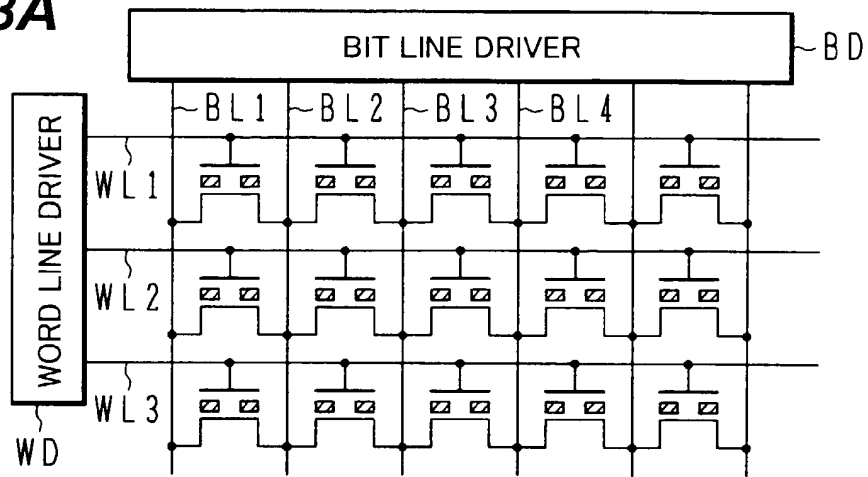 3A
BIT LINE DRIVER
BD
BL1 BL2 BL3 BL4
WORD LINE DRIVER
WL1
WL2
WL3
WD